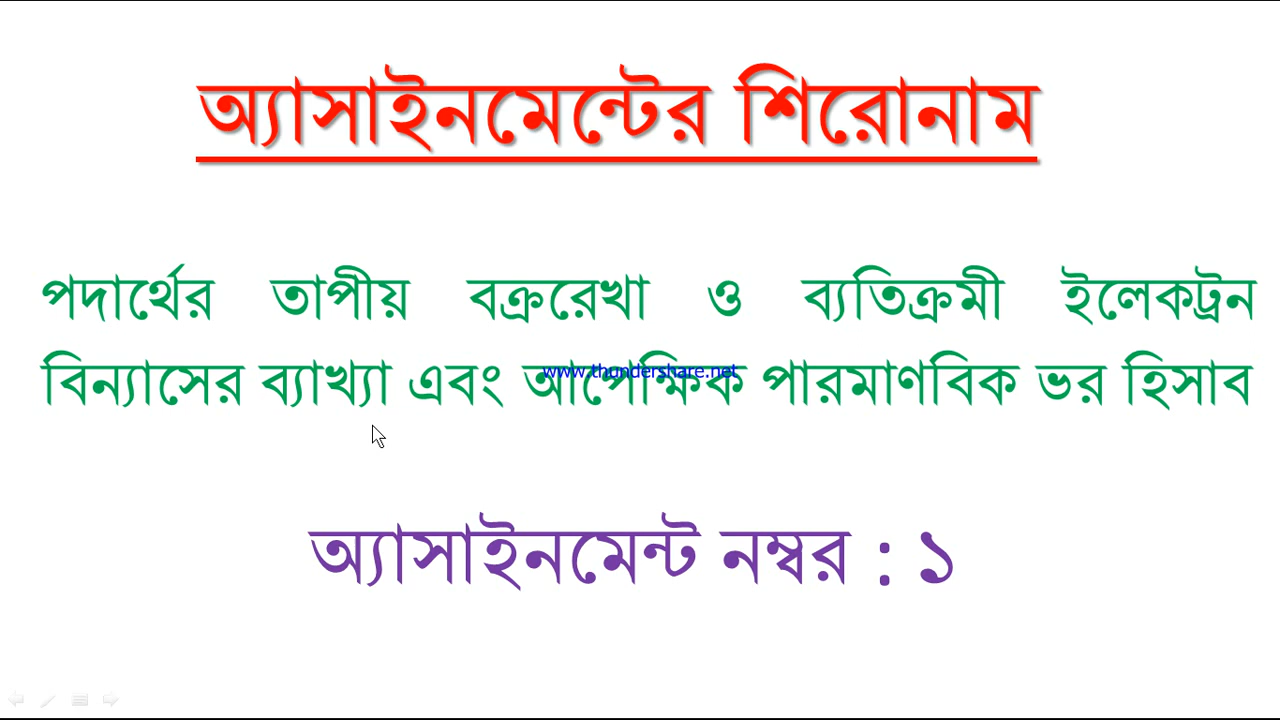 অ্যাসাইনমেন্টের শিরোনাম
পদার্থের তাপীয় বক্ররেখা ও ব্যতিক্রমী ইলেকট্রন
বিন্যাসের ব্যাখ্যা এবং আপেক্ষিক পারমাণবিক ভর হিসাব
www.thundershare.net
অ্যাসাইনমেন্ট নম্বর : ১